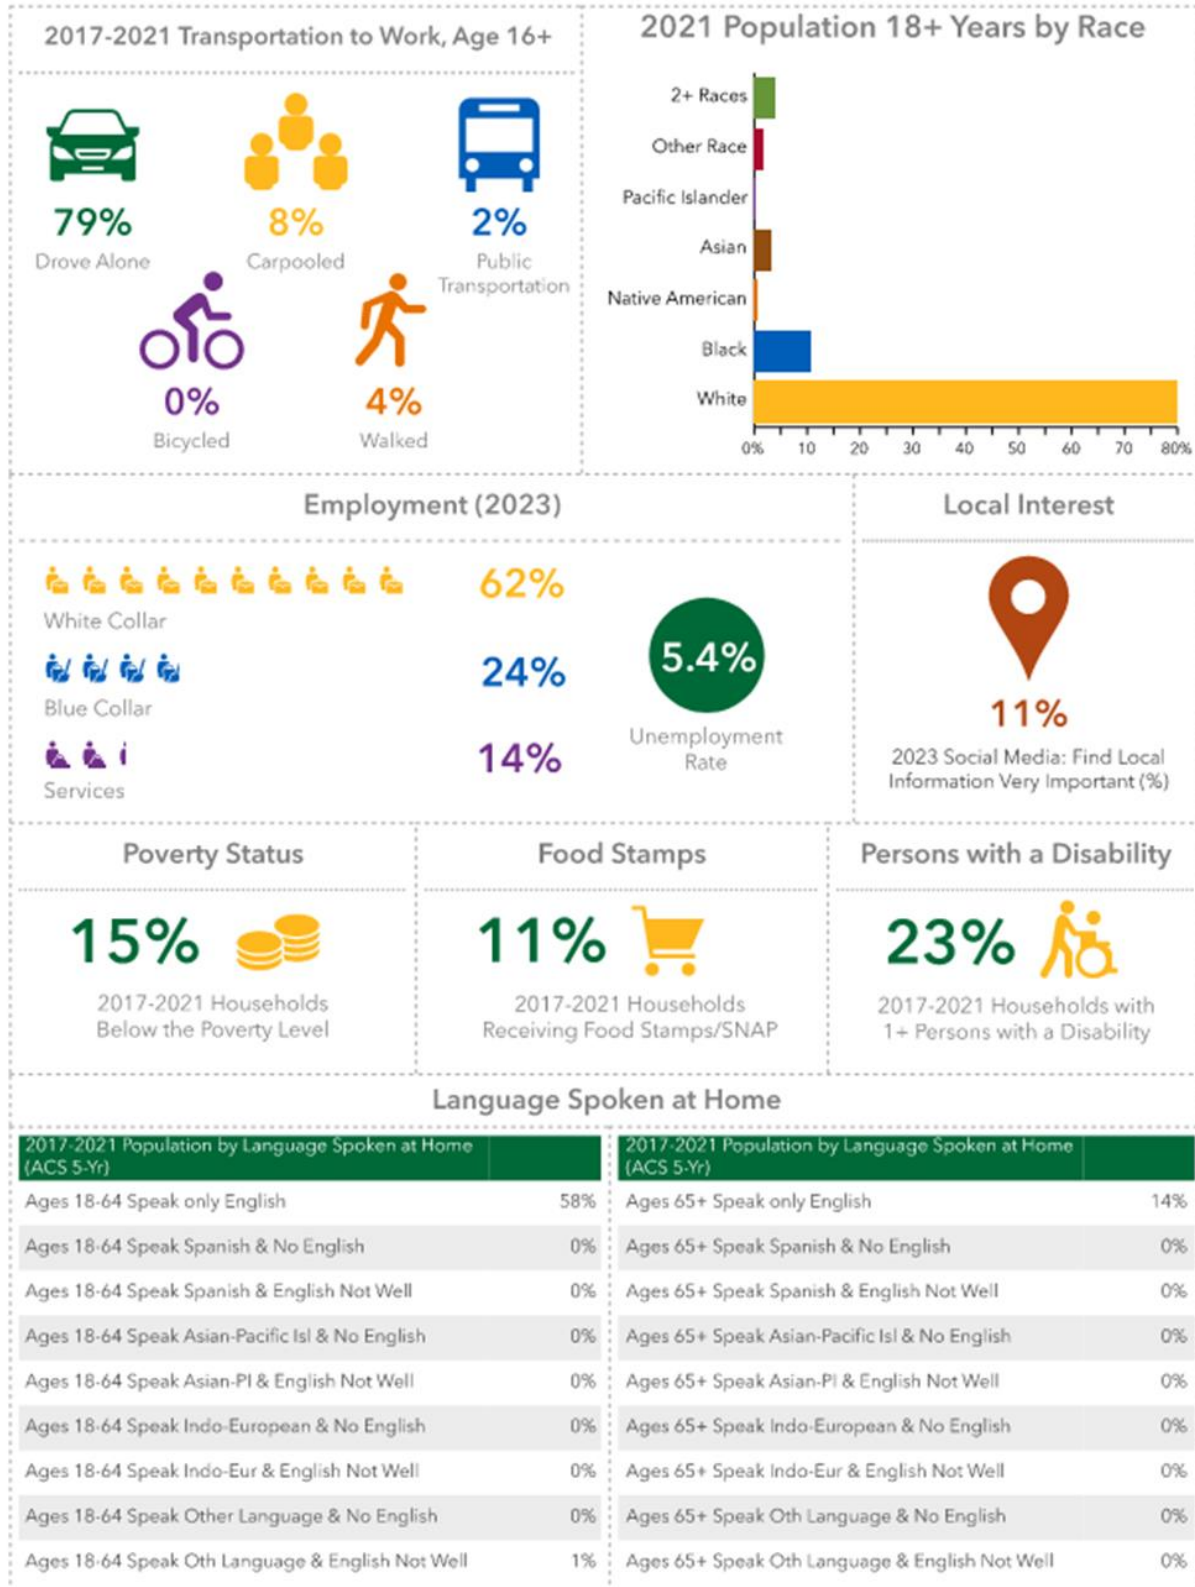 2017-2021 Transportation to Work, Age 16+
79%
Drove Alone
8%
Carpooled
2%
Public
Transportation
0%
Bicycled
4%
Walked
2021 Population 18+ Years by Race
2+ Races
Other Race
Pacific Islander
Asian
Native American
Black
White
0% 10 20 30 40 50 60 70 80%
Employment (2023)
62%
White Collar
24%
Blue Collar
14%
Services
5.4%
Unemployment
Rate
Local Interest
11%
2023 Social Media: Find Local
Information Very Important (%)
Poverty Status
15%
2017-2021 Households
Below the Poverty Level
Food Stamps
11%
2017-2021 Households
Receiving Food Stamps/SNAP
Persons with a Disability
23%
2017-2021 Households with
1+ Persons with a Disability
Language Spoken at Home
2017-2021 Population by Language Spoken at Home
(ACS 5-Yr)
Ages 18-64 Speak only English 58%
Ages 18-64 Speak Spanish & No English 0%
Ages 18-64 Speak Spanish & English Not Well 0%
Ages 18-64 Speak Asian-Pacific Isl & No English 0%
Ages 18-64 Speak Asian-PI & English Not Well 0%
Ages 18-64 Speak Indo-European & No English 0%
Ages 18-64 Speak Indo-Eur & English Not Well 0%
Ages 18-64 Speak Other Language & No English 0%
Ages 18-64 Speak Oth Language & English Not Well 1%
2017-2021 Population by Language Spoken at Home
(ACS 5-Yr)
Ages 65+ Speak only English 14%
Ages 65+ Speak Spanish & No English 0%
Ages 65+ Speak Spanish & English Not Well 0%
Ages 65+ Speak Asian-Pacific Isl & No English 0%
Ages 65+ Speak Asian-PI & English Not Well 0%
Ages 65+ Speak Indo-European & No English 0%
Ages 65+ Speak Indo-Eur & English Not Well 0%
Ages 65+ Speak Oth Language & No English 0%
Ages 65+ Speak Oth Language & English Not Well 0%